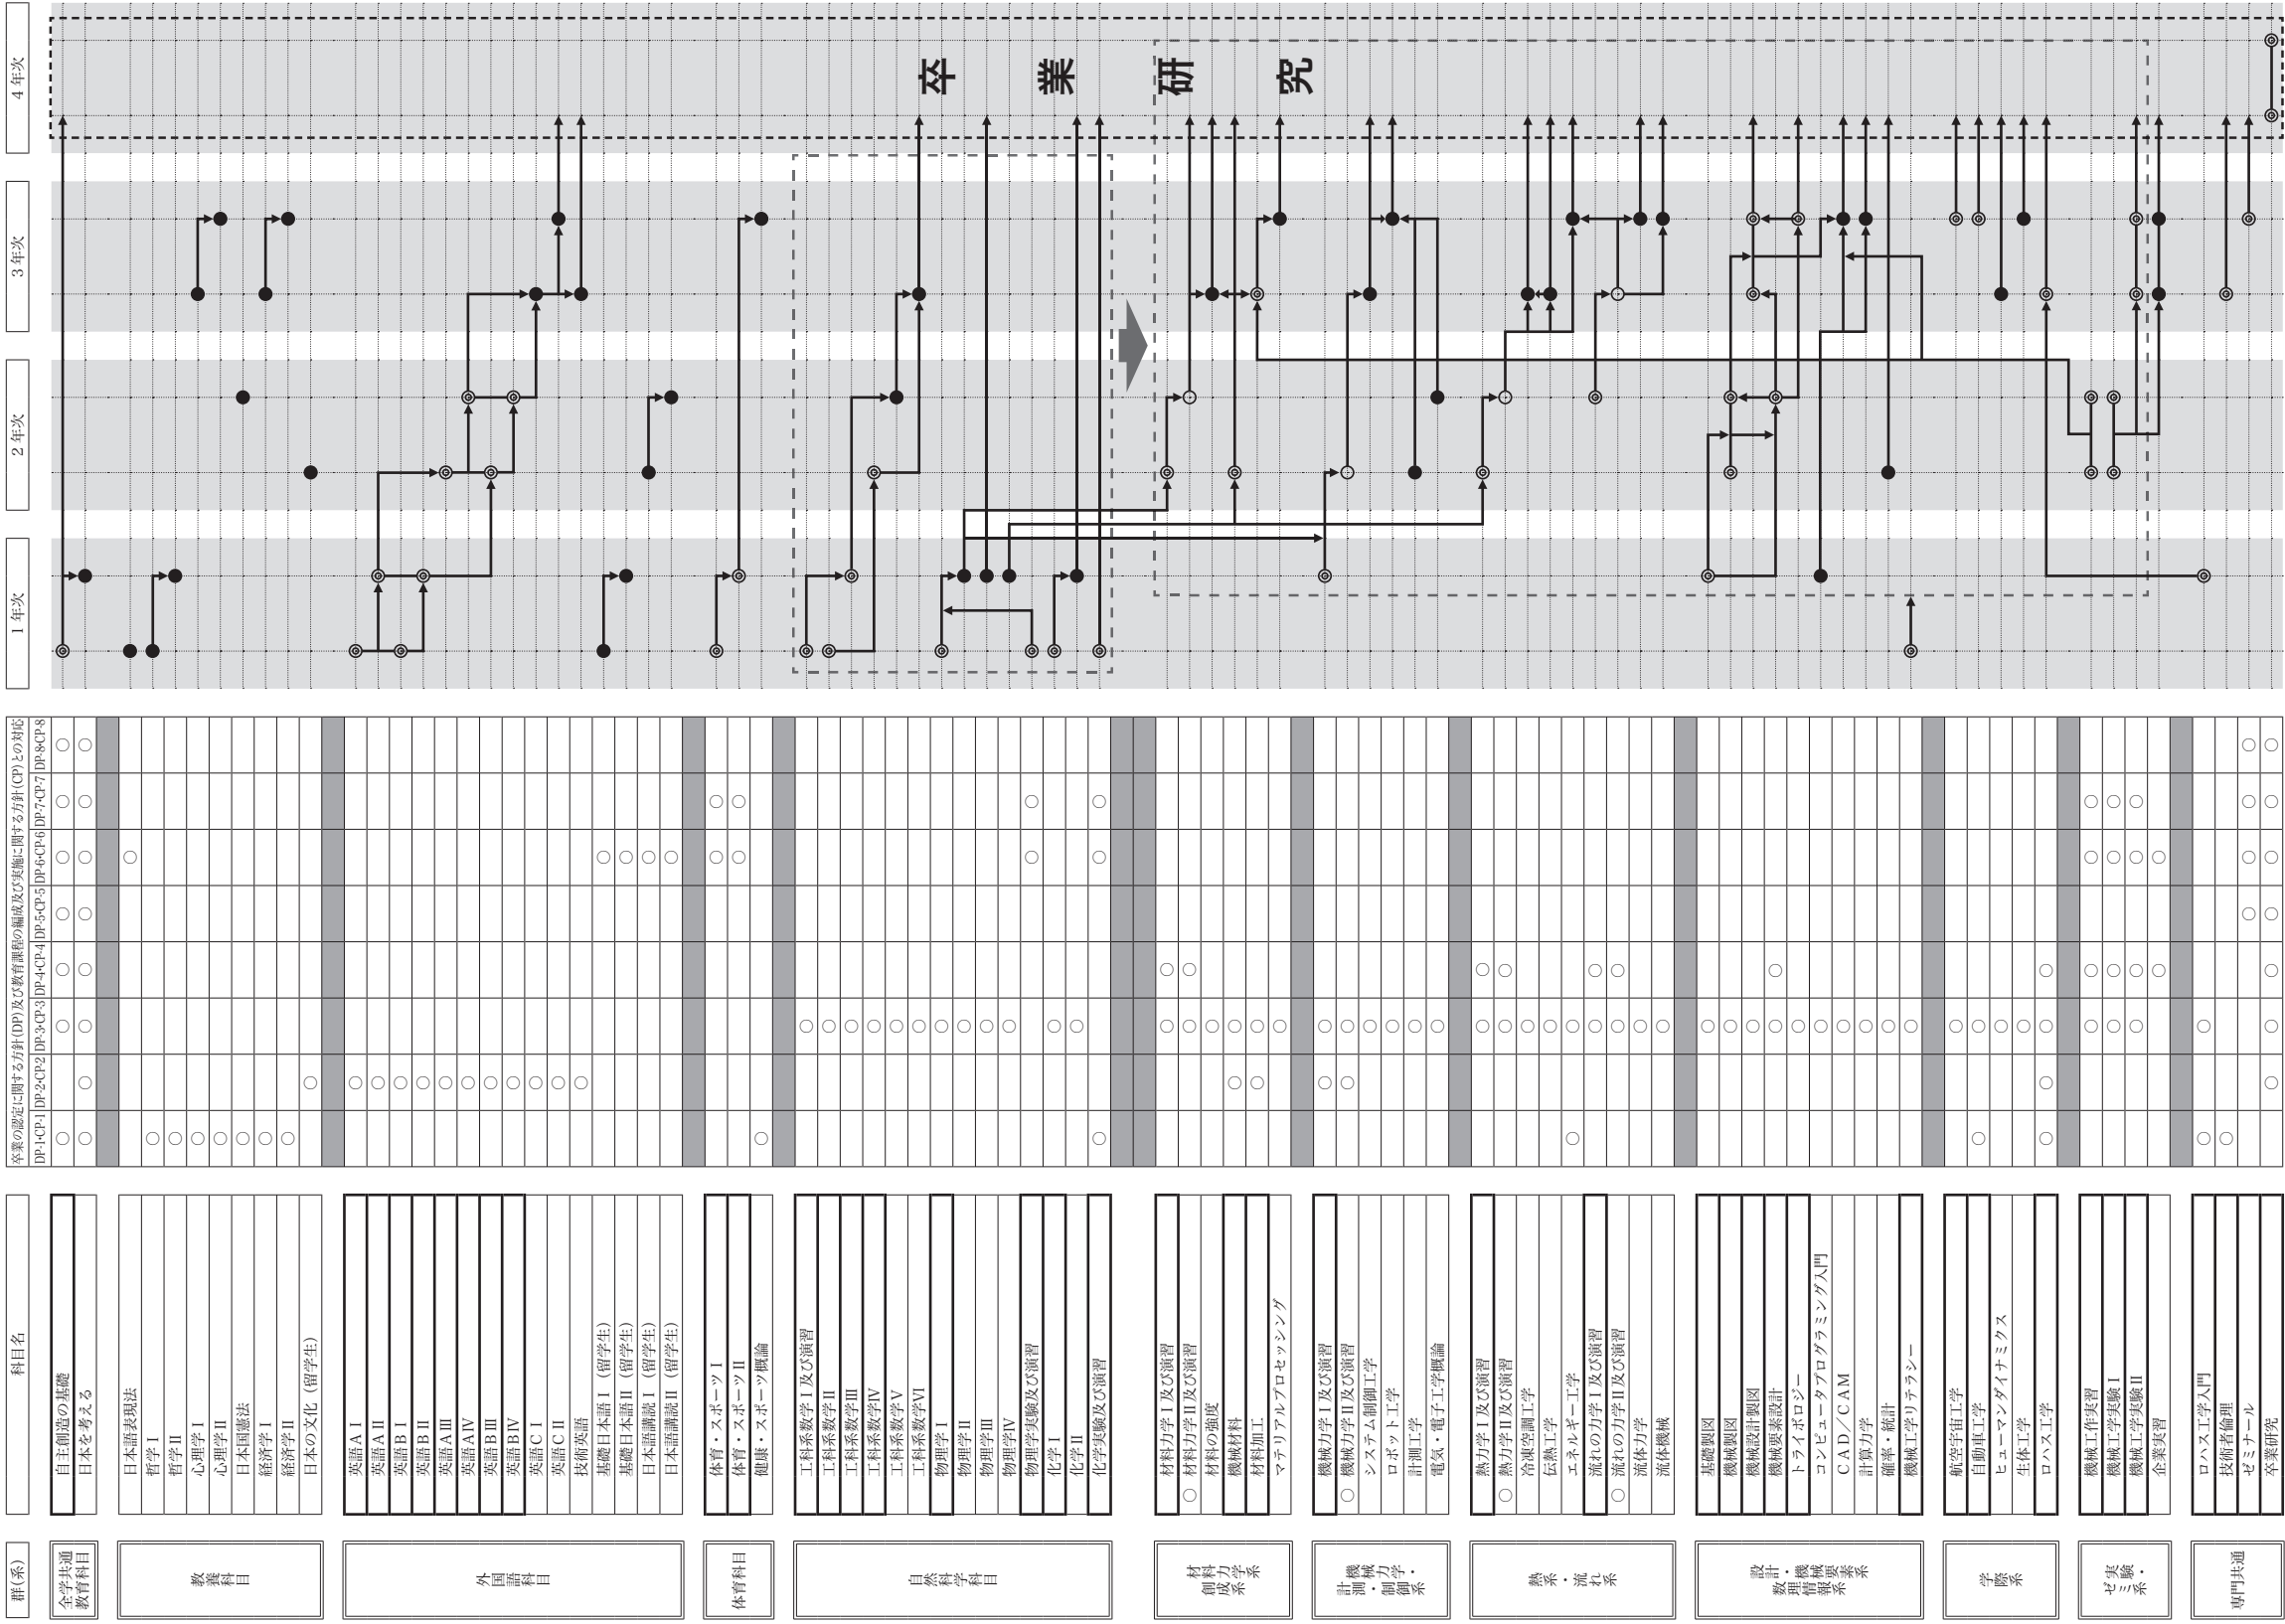 群(系)
科目名
卒業の認定に関する方針(DP)及び教育課程の編成及び実施に関する方針(CP)との対応
DP-1・CP-1
DP-2・CP-2
DP-3・CP-3
DP-4・CP-4
DP-5・CP-5
DP-6・CP-6
DP-7・CP-7
DP-8・CP-8
1年次
2年次
3年次
4年次
全学共通
教育科目
自主創造の基礎
日本を考える
教養科目
日本語表現法
哲学Ⅰ
哲学Ⅱ
心理学Ⅰ
心理学Ⅱ
日本国憲法
経済学Ⅰ
経済学Ⅱ
日本の文化（留学生）
外国語科目
英語AⅠ
英語AⅡ
英語BⅠ
英語BⅡ
英語AⅢ
英語AⅣ
英語BⅢ
英語BⅣ
英語CⅠ
英語CⅡ
技術英語
基礎日本語Ⅰ（留学生）
基礎日本語Ⅱ（留学生）
日本語講読Ⅰ（留学生）
日本語講読Ⅱ（留学生）
体育科目
体育・スポーツⅠ
体育・スポーツⅡ
健康・スポーツ概論
自然科学科目
工科系数学Ⅰ及び演習
工科系数学Ⅱ
工科系数学Ⅲ
工科系数学Ⅳ
工科系数学Ⅴ
工科系数学Ⅵ
物理学Ⅰ
物理学Ⅱ
物理学Ⅲ
物理学Ⅳ
物理学実験及び演習
化学Ⅰ
化学Ⅱ
化学実験及び演習
材料力学・
創成系
材料力学Ⅰ及び演習
○材料力学Ⅱ及び演習
材料の強度
機械材料
材料加工
マテリアルプロセッシング
機械力学・
計測・制御系
機械力学Ⅰ及び演習
○機械力学Ⅱ及び演習
システム制御工学
ロボット工学
計測工学
電気・電子工学概論
熱・流れ系
熱力学Ⅰ及び演習
○熱力学Ⅱ及び演習
冷凍空調工学
伝熱工学
エネルギー工学
流れの力学Ⅰ及び演習
○流れの力学Ⅱ及び演習
流体力学
流体機械
設計・機械要素系
数理情報系
基礎製図
機械製図
機械設計製図
機械要素設計
トライボロジー
コンピュータプログラミング入門
CAD／CAM
計算力学
確率・統計
機械工学リテラシー
学際系
航空宇宙工学
自動車工学
ヒューマンダイナミクス
生体工学
ロハス工学
実験・
ゼミ系
機械工作実習
機械工学実験Ⅰ
機械工学実験Ⅱ
企業実習
専門共通
ロハス工学入門
技術者倫理
ゼミナール
卒業研究
卒業研究